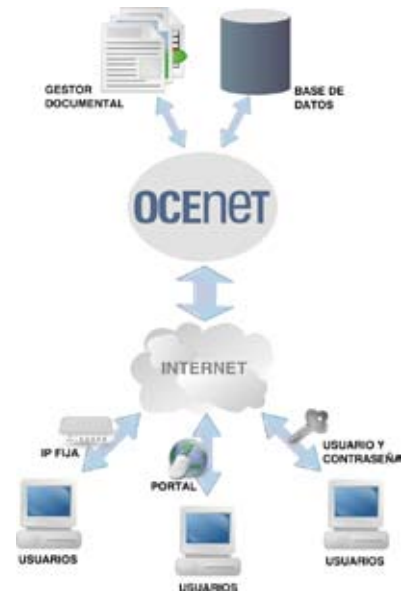 GESTOR
DOCUMENTAL
BASE DE
DATOS
OCENET
INTERNET
IP FIJA
PORTAL
USUARIO Y
CONTRASEÑA
USUARIOS
USUARIOS
USUARIOS